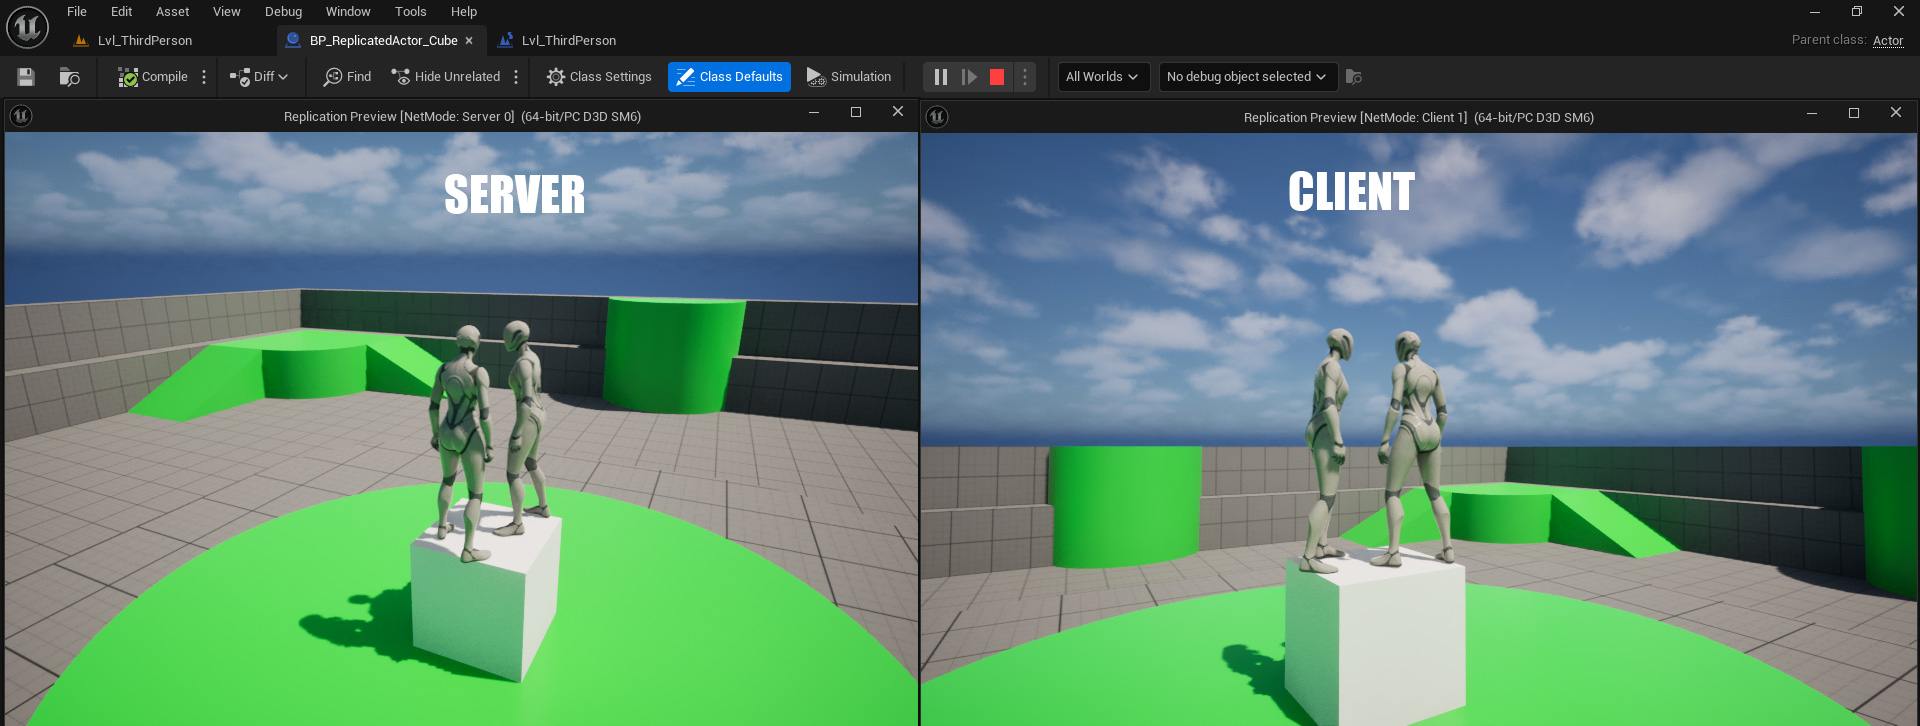 File Edit Asset View Debug Window Tools Help
Lvl_ThirdPerson BP_ReplicatedActor_Cube Lvl_ThirdPerson Parent class: Actor
Compile Diff Find Hide Unrelated Class Settings Class Defaults Simulation All Worlds No debug object selected
Replication Preview [NetMode: Server 0] (64-bit/PC D3D SM6)
Replication Preview [NetMode: Client 1] (64-bit/PC D3D SM6)
SERVER
CLIENT